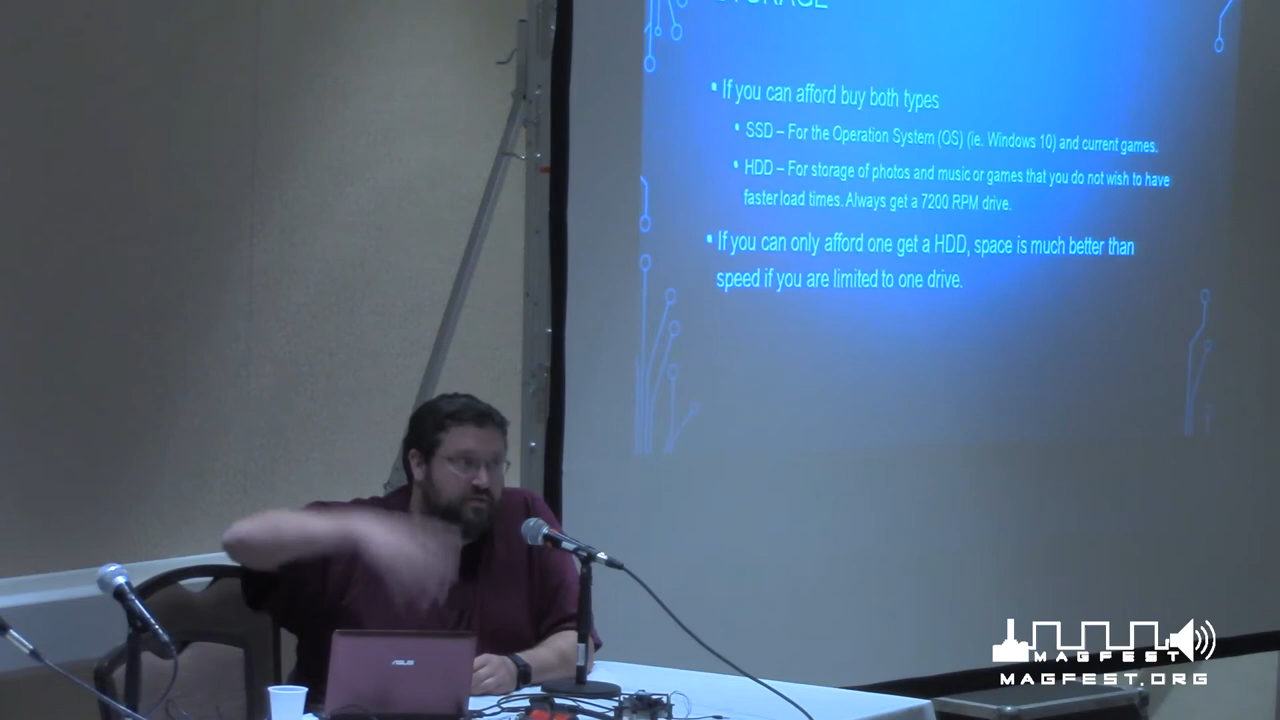 STORAGE
If you can afford buy both types
SSD – For the Operation System (OS) (ie. Windows 10) and current games.
HDD – For storage of photos and music or games that you do not wish to have
faster load times. Always get a 7200 RPM drive.
If you can only afford one get a HDD, space is much better than
speed if you are limited to one drive.
ASUS
MAGFEST
MAGFEST.ORG